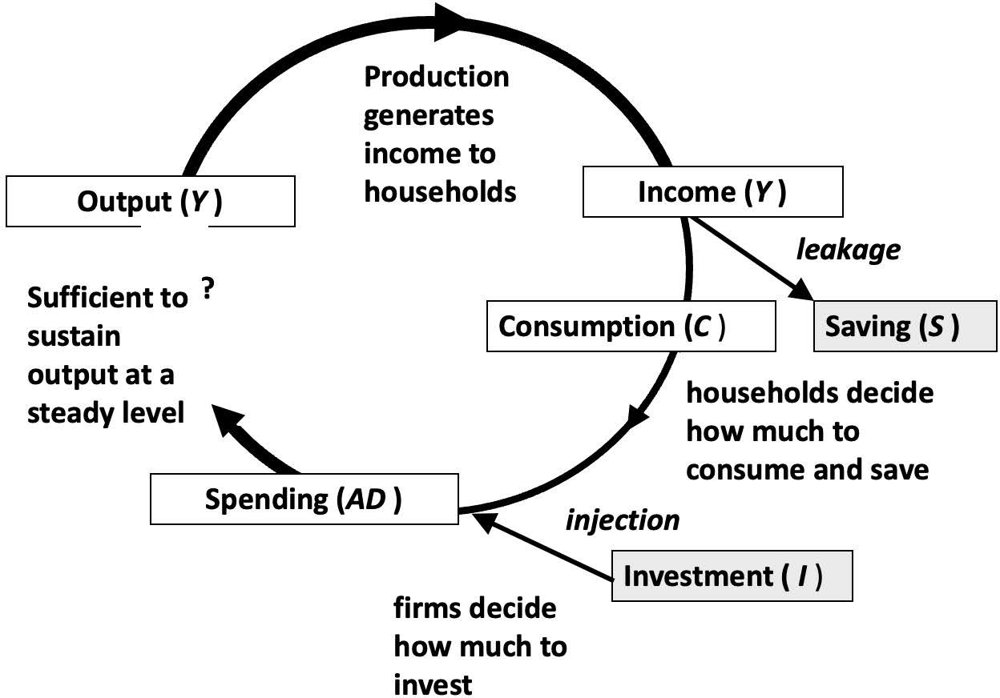 Production
generates
income to
households
Output (Y )
Income (Y )
leakage
Sufficient to ?
sustain
output at a
steady level
Consumption (C )
Saving (S )
households decide
how much to
consume and save
Spending (AD )
injection
Investment ( I )
firms decide
how much to
invest